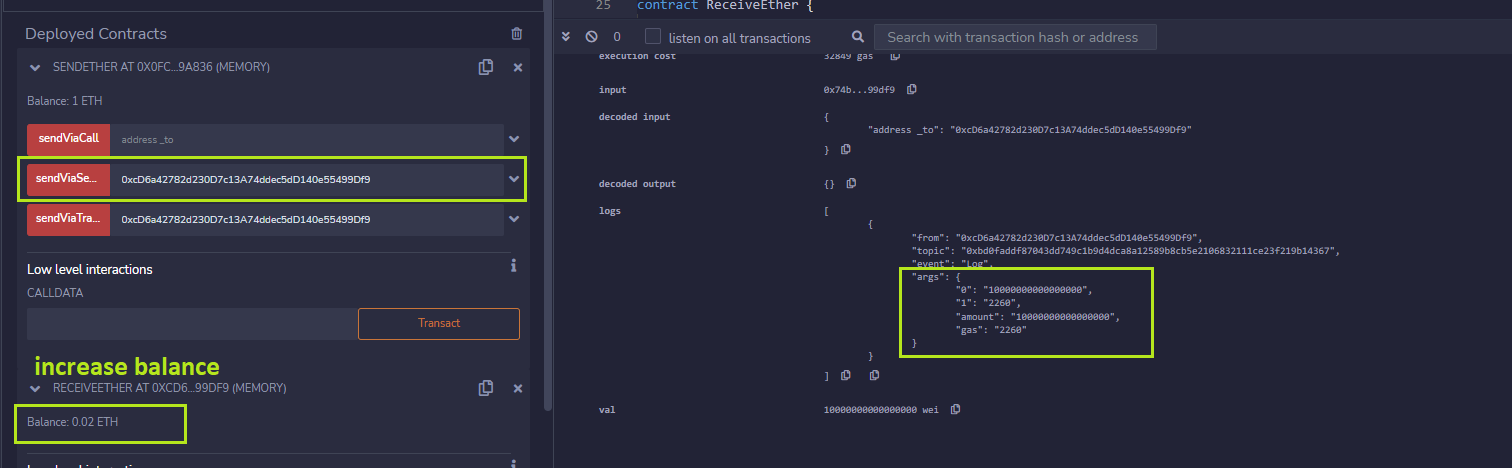 Deployed Contracts
SENDETHER AT 0X0FC...9A836 (MEMORY)
Balance: 1 ETH
sendViaCall
address _to
sendViaSe...
0xcD6a42782d230D7c13A74ddec5dD140e55499Df9
sendViaTra...
0xcD6a42782d230D7c13A74ddec5dD140e55499Df9
Low level interactions
CALLDATA
Transact
increase balance
RECEIVEETHER AT 0XCD6...99DF9 (MEMORY)
Balance: 0.02 ETH
25 contract ReceiveEther {
0 listen on all transactions Search with transaction hash or address
execution cost 32849 gas
input 0x74b...99df9
decoded input {
"address _to": "0xcD6a42782d230D7c13A74ddec5dD140e55499Df9"
}
decoded output {}
logs [
{
"from": "0xcD6a42782d230D7c13A74ddec5dD140e55499Df9",
"topic": "0xbd0faddf87043dd749c1b9d4dca8a12589b8cb5e2106832111ce23f219b14367",
"event": "Log",
"args": {
"0": "10000000000000000",
"1": "2260",
"amount": "10000000000000000",
"gas": "2260"
}
}
]
val 10000000000000000 wei